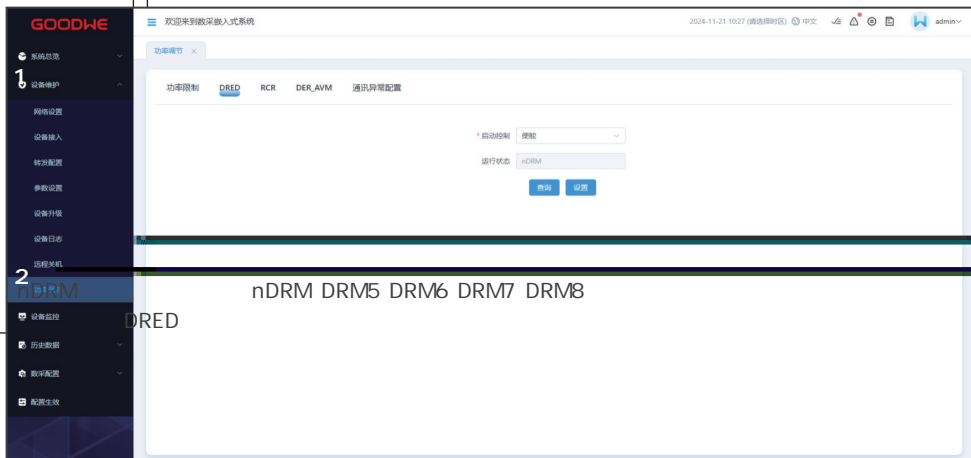 GOODWE
欢迎来到数采嵌入式系统
2024-11-21 10:27 (请选择时区) 中文 admin
功率调节 ×
系统总览
1
设备维护
网络设置
设备接入
转发配置
参数设置
设备升级
设备日志
远程关机
2
功率调节
设备监控
历史数据
数采配置
配置生效
功率限制 DRED RCR DER_AVM 通讯异常配置
* 启动控制 使能
运行状态 nDRM
查询 设置
nDRM nDRM DRM5 DRM6 DRM7 DRM8
DRED